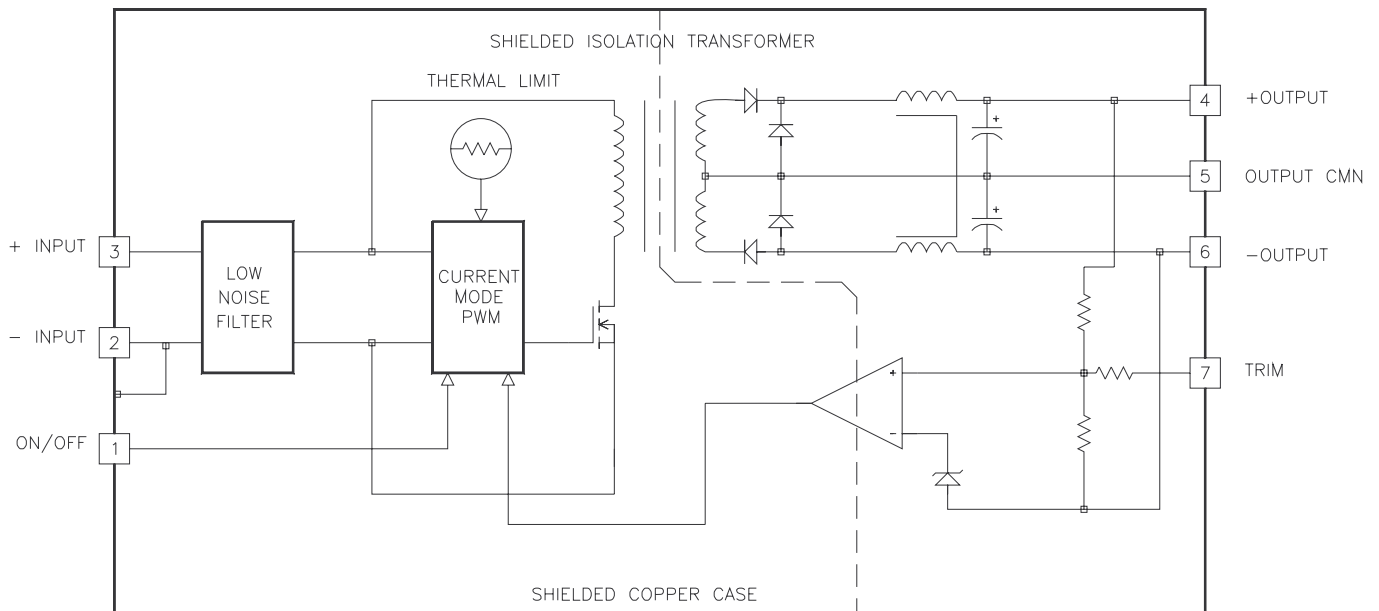 SHIELDED ISOLATION TRANSFORMER
THERMAL LIMIT
4 +OUTPUT
+
5 OUTPUT CMN
+
+ INPUT 3
6 -OUTPUT
LOW
NOISE
FILTER
CURRENT
MODE
PWM
- INPUT 2
+
7 TRIM
-
ON/OFF 1
SHIELDED COPPER CASE